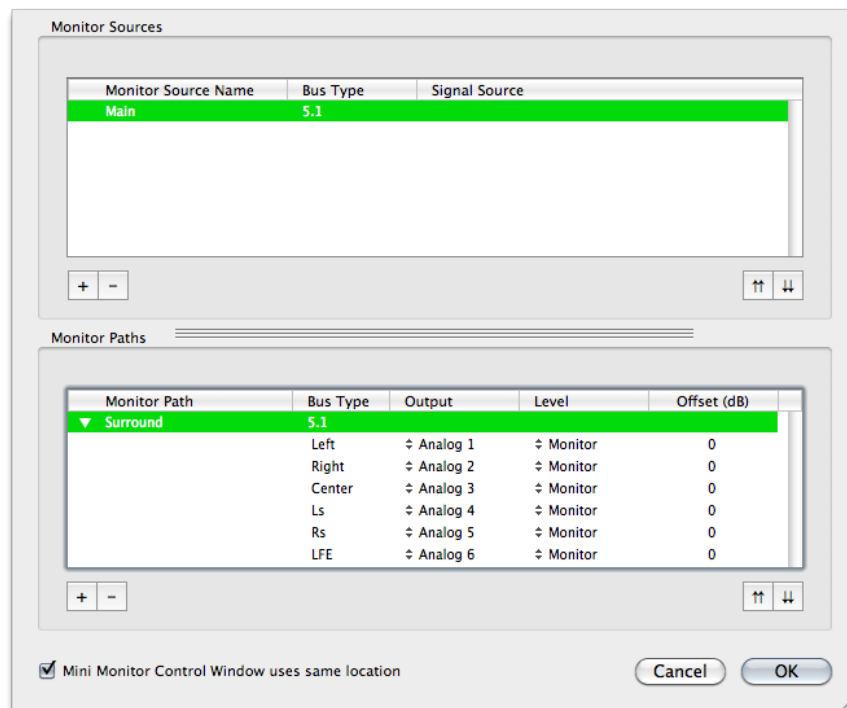 Monitor Sources
Monitor Source Name Bus Type Signal Source
Main 5.1
+ -
⇈ ⇊
Monitor Paths
Monitor Path Bus Type Output Level Offset (dB)
Surround 5.1
Left Analog 1 Monitor 0
Right Analog 2 Monitor 0
Center Analog 3 Monitor 0
Ls Analog 4 Monitor 0
Rs Analog 5 Monitor 0
LFE Analog 6 Monitor 0
+ -
⇈ ⇊
Mini Monitor Control Window uses same location
Cancel OK